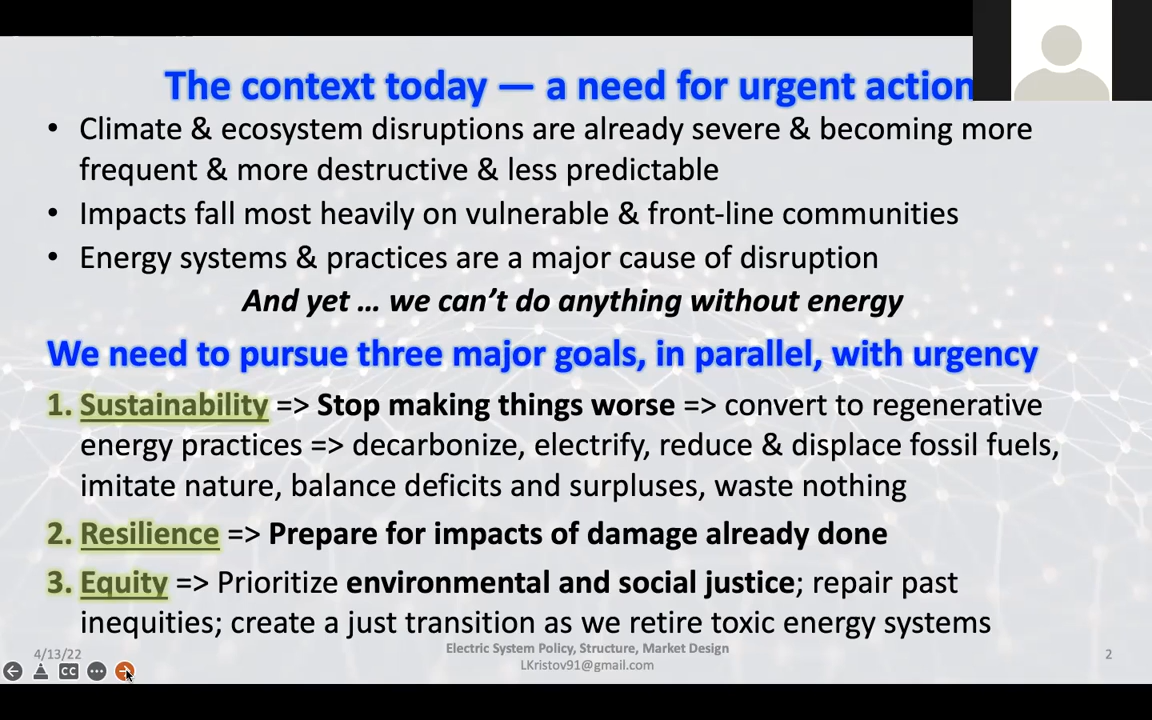 The context today — a need for urgent action
• Climate & ecosystem disruptions are already severe & becoming more
frequent & more destructive & less predictable
• Impacts fall most heavily on vulnerable & front-line communities
• Energy systems & practices are a major cause of disruption
And yet … we can’t do anything without energy
We need to pursue three major goals, in parallel, with urgency
1. Sustainability => Stop making things worse => convert to regenerative
energy practices => decarbonize, electrify, reduce & displace fossil fuels,
imitate nature, balance deficits and surpluses, waste nothing
2. Resilience => Prepare for impacts of damage already done
3. Equity => Prioritize environmental and social justice; repair past
inequities; create a just transition as we retire toxic energy systems
4/13/22
Electric System Policy, Structure, Market Design
LKristov91@gmail.com
2
CC